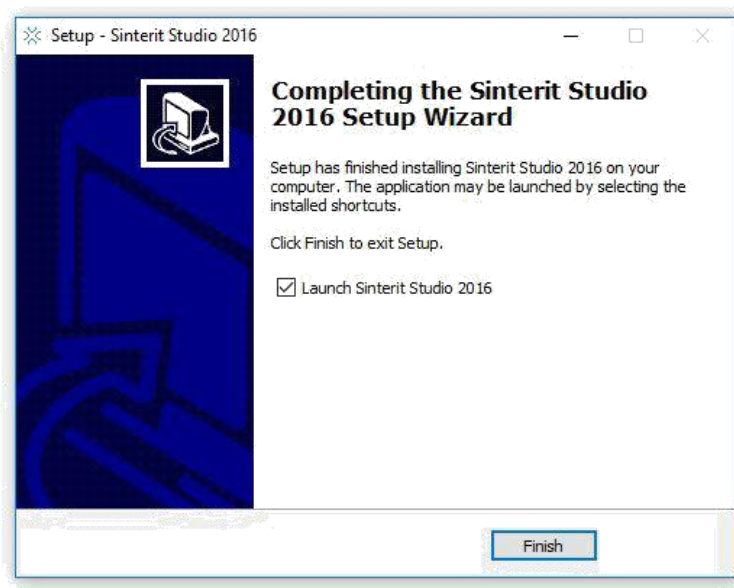 Setup - Sinterit Studio 2016
Completing the Sinterit Studio
2016 Setup Wizard
Setup has finished installing Sinterit Studio 2016 on your
computer. The application may be launched by selecting the
installed shortcuts.
Click Finish to exit Setup.
Launch Sinterit Studio 2016
Finish